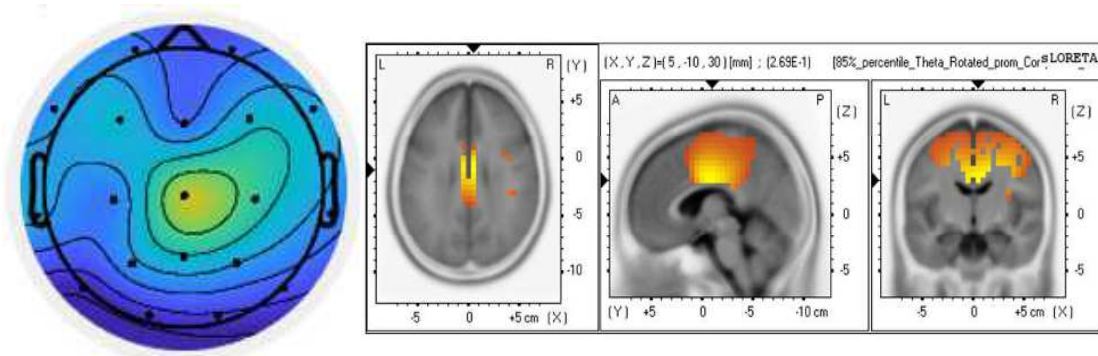 (X,Y,Z)=(5,-10,30)[mm] ; (2.69E-1) [85%_percentile_Theta_Rotated_prom_Cor sLORETA
L R (Y)
+5
0
-5
-10
-5 0 +5 cm (X)
A P (Z)
+5
0
-5
(Y) +5 0 -5 -10 cm
L R (Z)
+5
0
-5
-5 0 +5 cm (X)